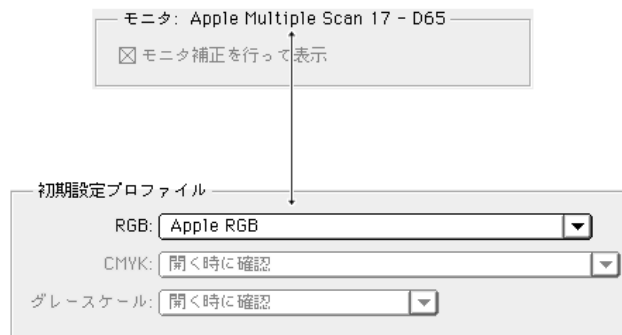 モニタ: Apple Multiple Scan 17 - D65
モニタ補正を行って表示
初期設定プロファイル
RGB: Apple RGB
CMYK: 開く時に確認
グレースケール: 開く時に確認